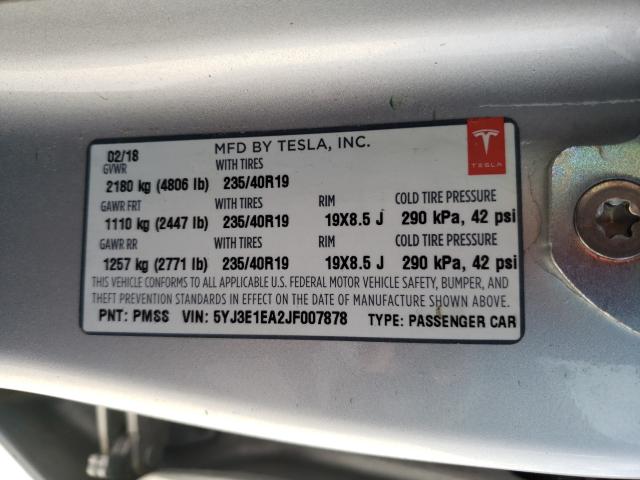 02/18 MFD BY TESLA, INC.
GVWR WITH TIRES
2180 kg (4806 lb) 235/40R19
GAWR FRT WITH TIRES RIM COLD TIRE PRESSURE
1110 kg (2447 lb) 235/40R19 19X8.5 J 290 kPa, 42 psi
GAWR RR WITH TIRES RIM COLD TIRE PRESSURE
1257 kg (2771 lb) 235/40R19 19X8.5 J 290 kPa, 42 psi
THIS VEHICLE CONFORMS TO ALL APPLICABLE U.S. FEDERAL MOTOR VEHICLE SAFETY, BUMPER, AND
THEFT PREVENTION STANDARDS IN EFFECT ON THE DATE OF MANUFACTURE SHOWN ABOVE.
PNT: PMSS VIN: 5YJ3E1EA2JF007878 TYPE: PASSENGER CAR
TESLA